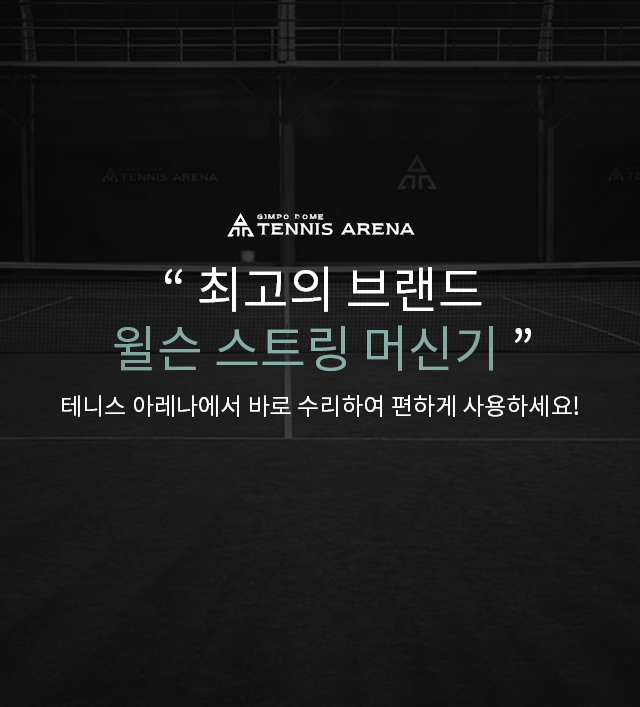 TENNIS ARENA
GIMPO DOME
TENNIS ARENA
“ 최고의 브랜드
윌슨 스트링 머신기 ”
테니스 아레나에서 바로 수리하여 편하게 사용하세요!